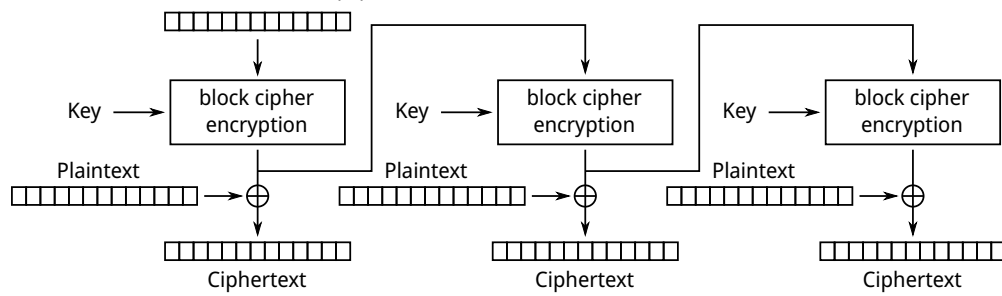 Key
block cipher
encryption
Key
block cipher
encryption
Key
block cipher
encryption
Plaintext
Plaintext
Plaintext
Ciphertext
Ciphertext
Ciphertext